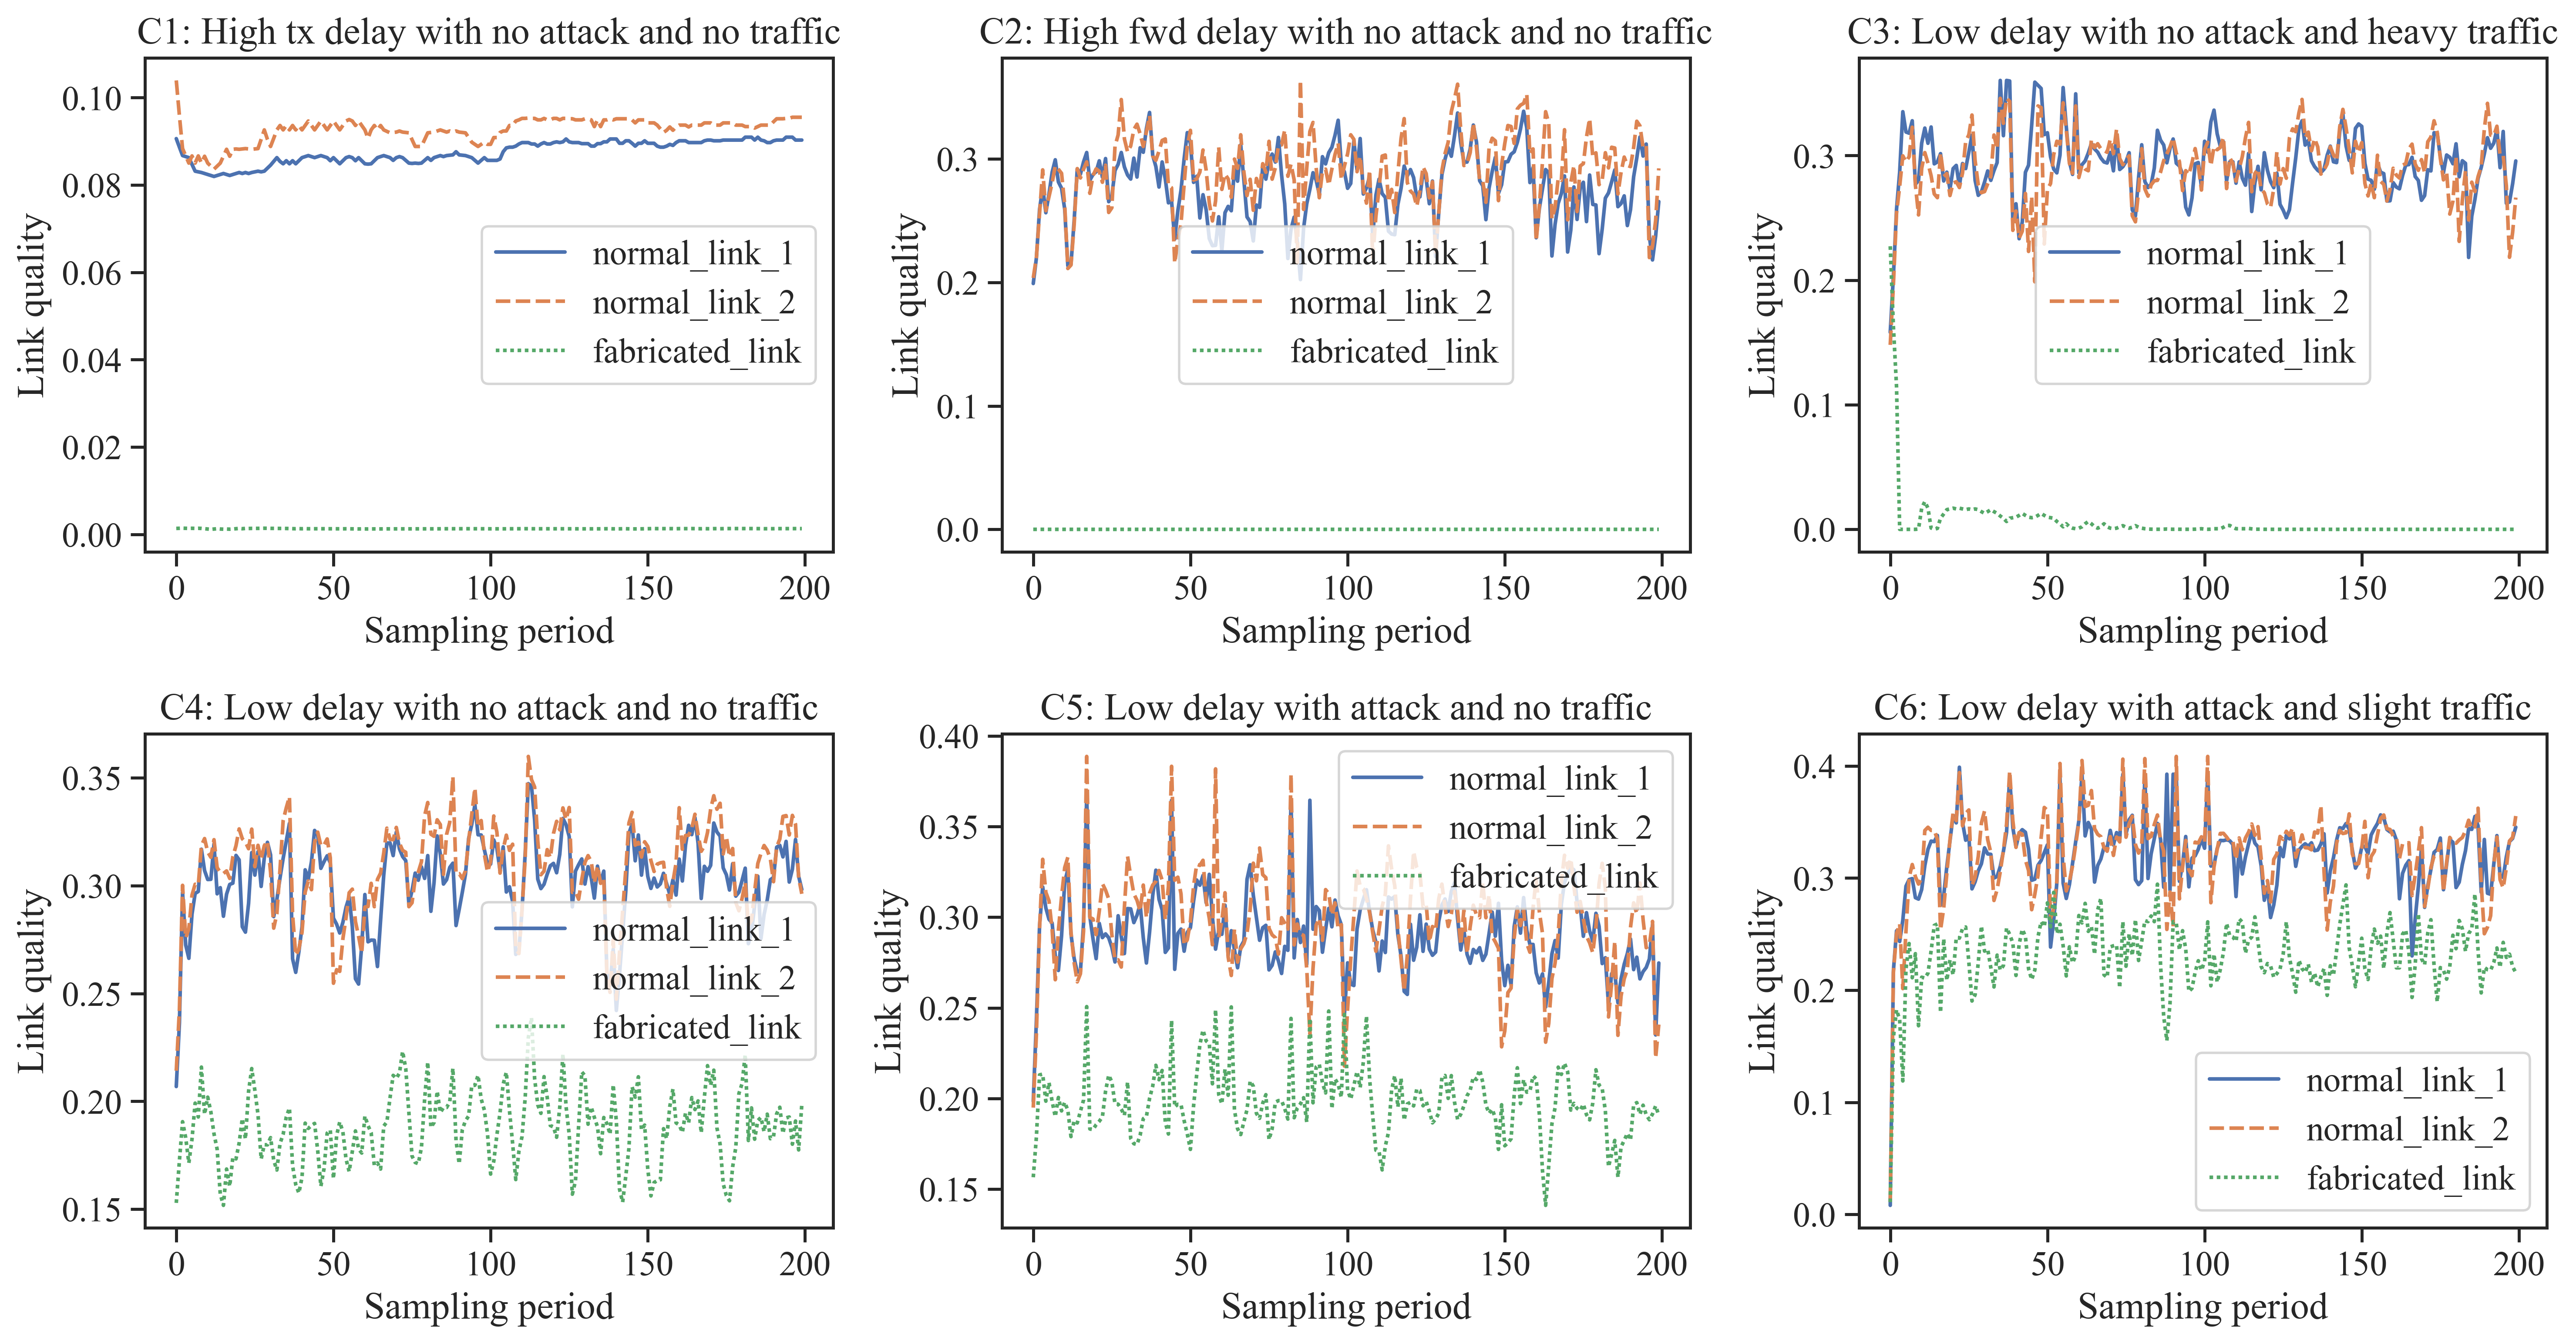 C1: High tx delay with no attack and no traffic
Link quality
0.10
0.08
0.06
0.04
0.02
0.00
normal_link_1
normal_link_2
fabricated_link
0 50 100 150 200
Sampling period
C2: High fwd delay with no attack and no traffic
Link quality
0.3
0.2
0.1
0.0
normal_link_1
normal_link_2
fabricated_link
0 50 100 150 200
Sampling period
C3: Low delay with no attack and heavy traffic
Link quality
0.3
0.2
0.1
0.0
normal_link_1
normal_link_2
fabricated_link
0 50 100 150 200
Sampling period
C4: Low delay with no attack and no traffic
Link quality
0.35
0.30
0.25
0.20
0.15
normal_link_1
normal_link_2
fabricated_link
0 50 100 150 200
Sampling period
C5: Low delay with attack and no traffic
Link quality
0.40
0.35
0.30
0.25
0.20
0.15
normal_link_1
normal_link_2
fabricated_link
0 50 100 150 200
Sampling period
C6: Low delay with attack and slight traffic
Link quality
0.4
0.3
0.2
0.1
0.0
normal_link_1
normal_link_2
fabricated_link
0 50 100 150 200
Sampling period